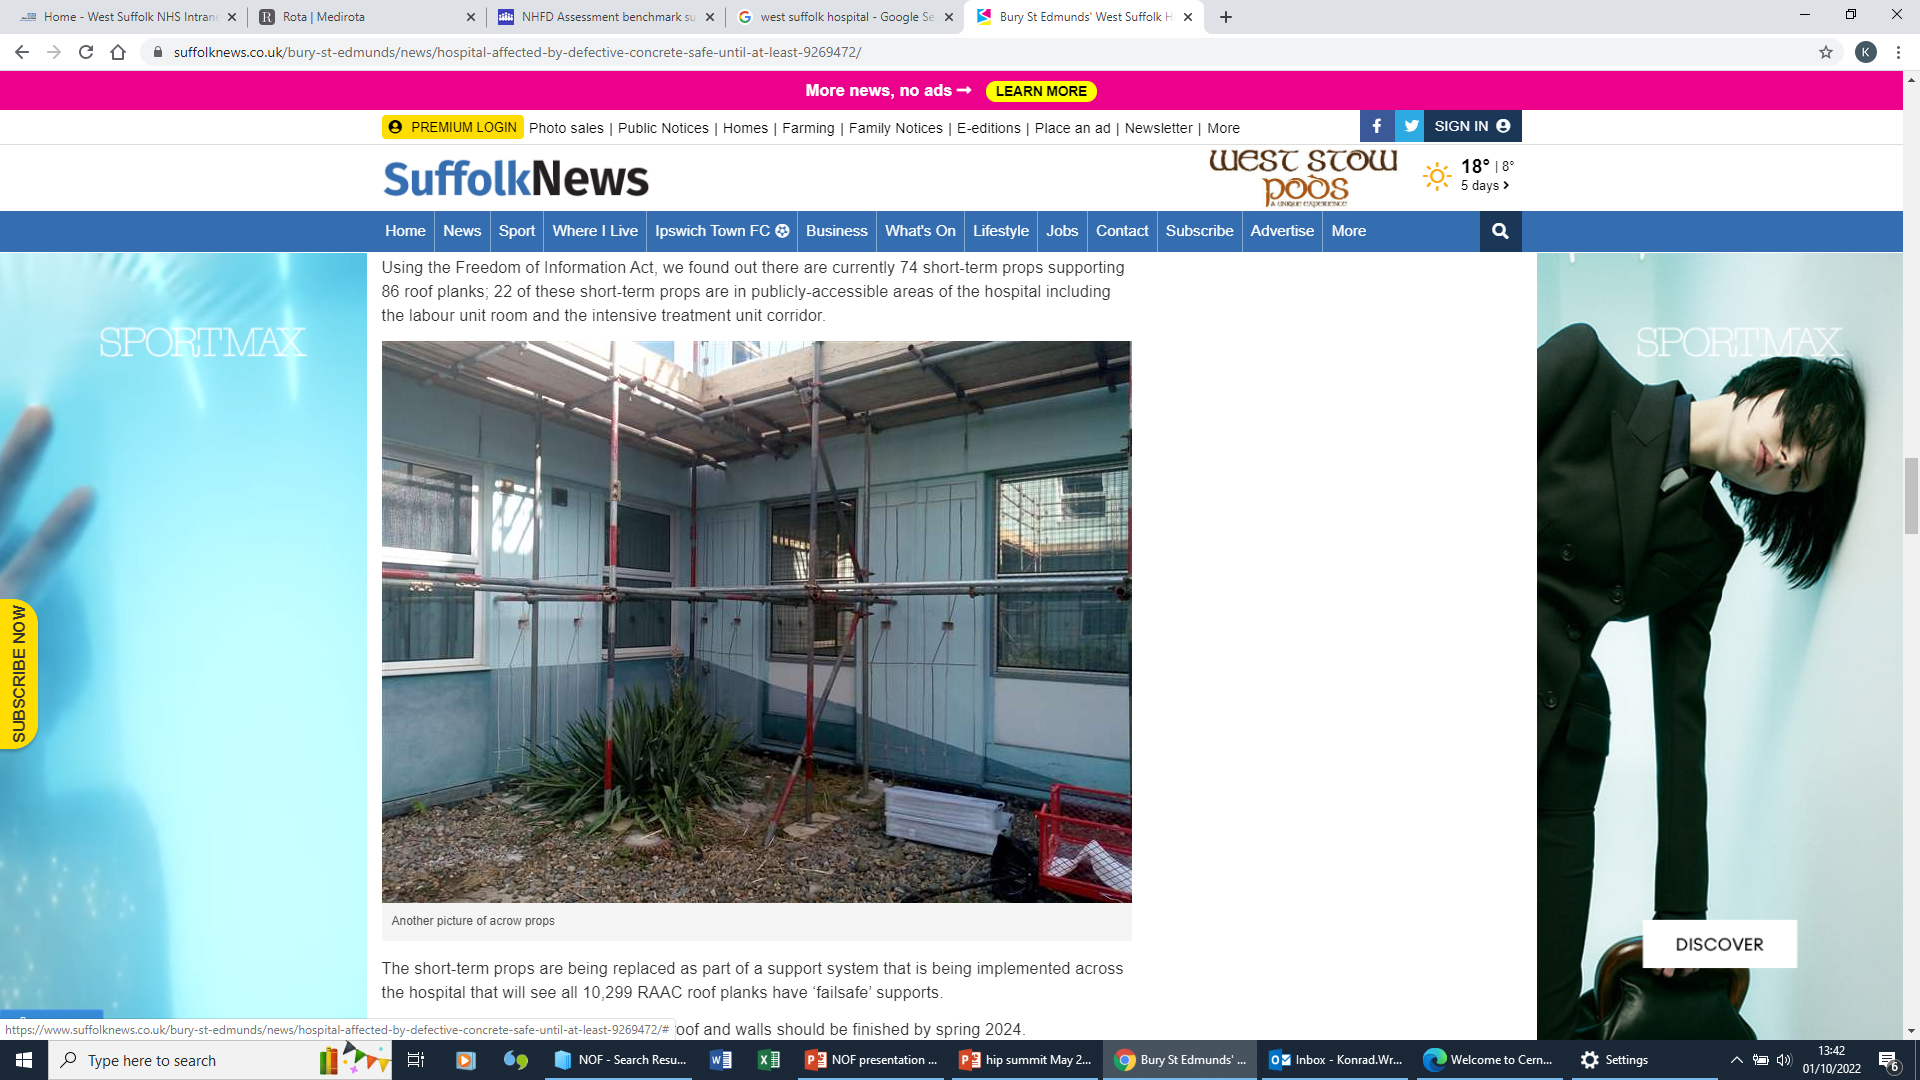 Home - West Suffolk NHS Intrane
Rota | Medirota
NHFD Assessment benchmark su
west suffolk hospital - Google Se
Bury St Edmunds' West Suffolk H
suffolknews.co.uk/bury-st-edmunds/news/hospital-affected-by-defective-concrete-safe-until-at-least-9269472/
K
More news, no ads → LEARN MORE
PREMIUM LOGIN Photo sales | Public Notices | Homes | Farming | Family Notices | E-editions | Place an ad | Newsletter | More
SIGN IN
SuffolkNews
WEST STOW
PODS
A UNIQUE EXPERIENCE
18° | 8°
5 days
Home News Sport Where I Live Ipswich Town FC Business What's On Lifestyle Jobs Contact Subscribe Advertise More
Using the Freedom of Information Act, we found out there are currently 74 short-term props supporting
86 roof planks; 22 of these short-term props are in publicly-accessible areas of the hospital including
the labour unit room and the intensive treatment unit corridor.
SPORTMAX
SPORTMAX
SUBSCRIBE NOW
Another picture of acrow props
DISCOVER
The short-term props are being replaced as part of a support system that is being implemented across
the hospital that will see all 10,299 RAAC roof planks have ‘failsafe’ supports.
https://www.suffolknews.co.uk/bury-st-edmunds/news/hospital-affected-by-defective-concrete-safe-until-at-least-9269472/#
oof and walls should be finished by spring 2024.
Type here to search
NOF - Search Resu...
NOF presentation ...
hip summit May 2...
Bury St Edmunds' ...
Inbox - Konrad.Wr...
Welcome to Cern...
Settings
13:42
01/10/2022
6